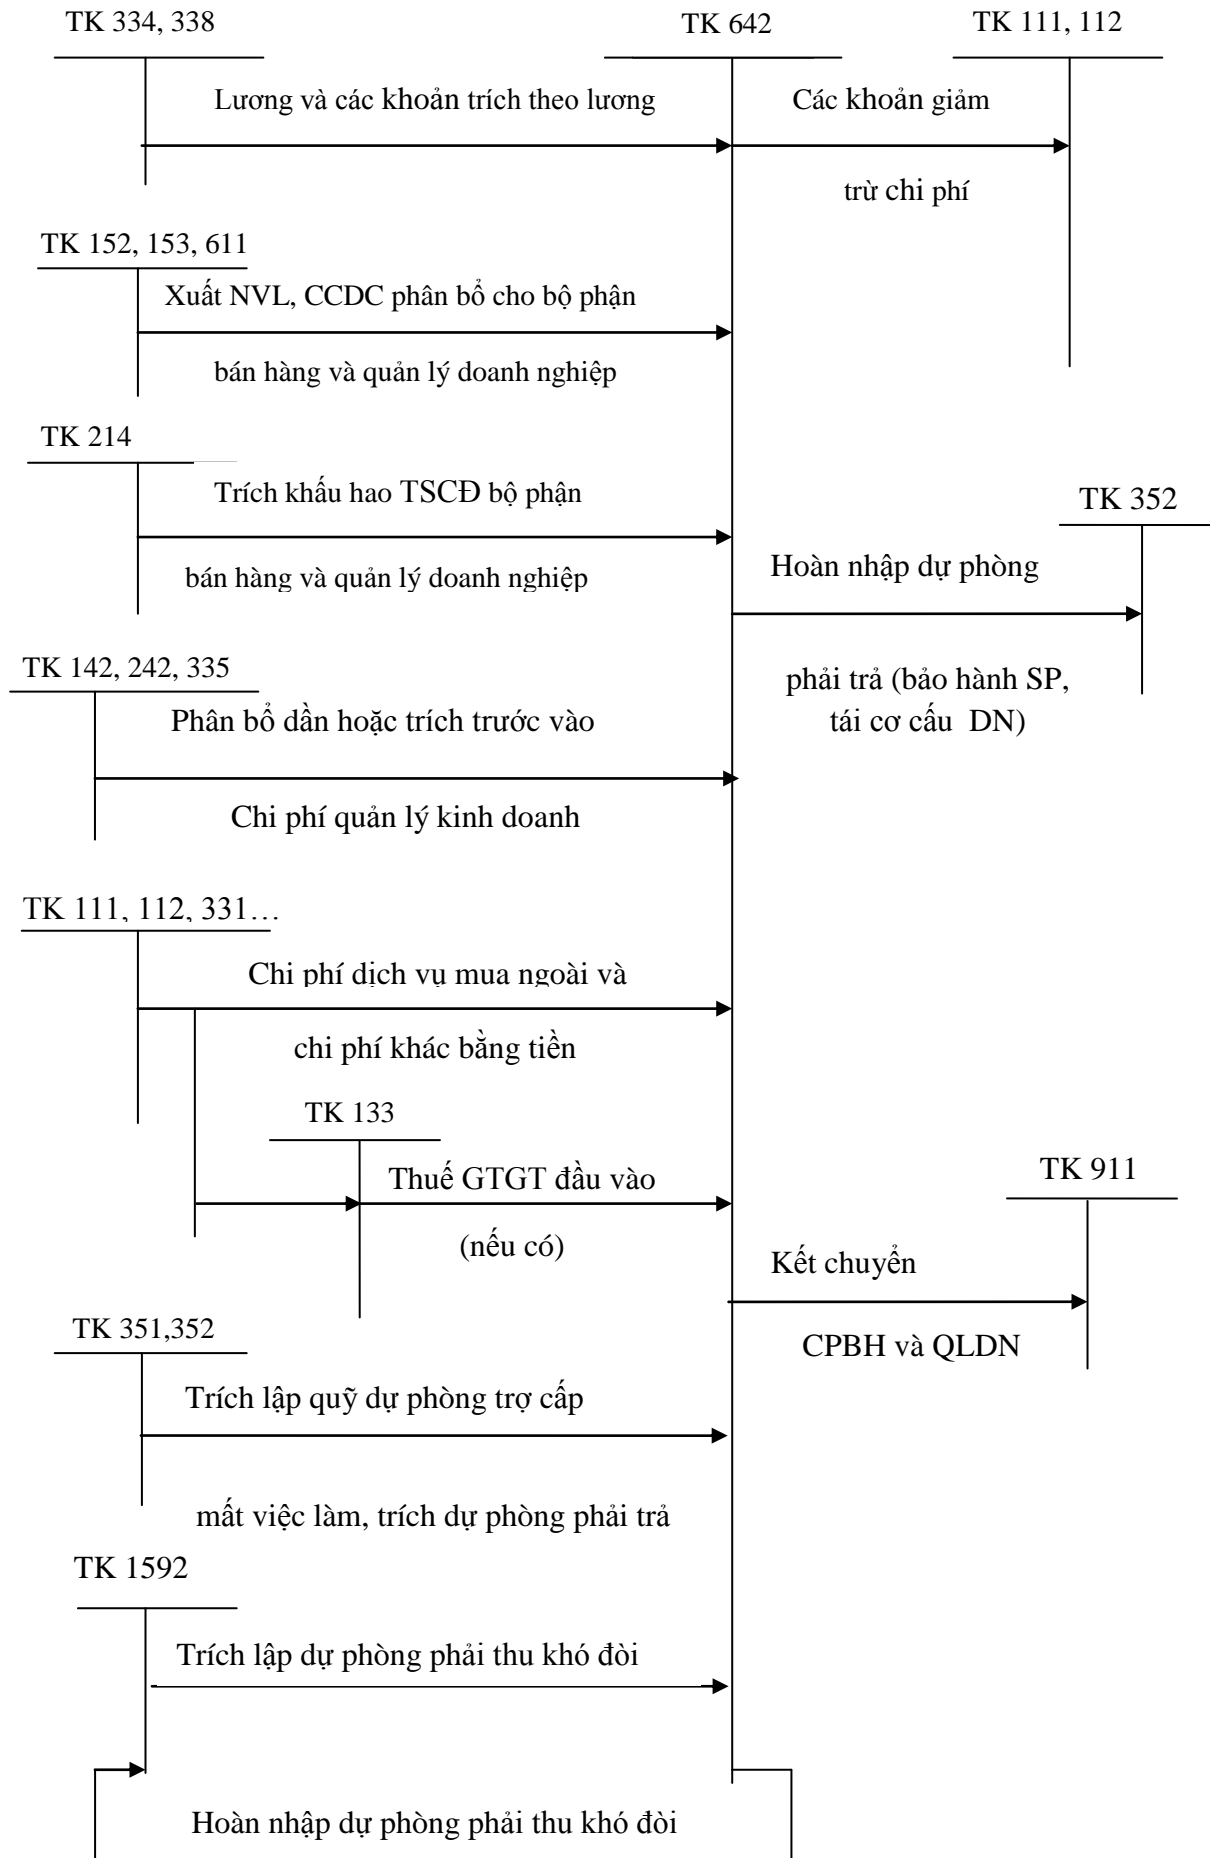 TK 334, 338
TK 642
TK 111, 112
Lương và các khoản trích theo lương
Các khoản giảm
trừ chi phí
TK 152, 153, 611
Xuất NVL, CCDC phân bổ cho bộ phận
bán hàng và quản lý doanh nghiệp
TK 214
Trích khấu hao TSCĐ bộ phận
bán hàng và quản lý doanh nghiệp
TK 352
Hoàn nhập dự phòng
phải trả (bảo hành SP,
tái cơ cấu DN)
TK 142, 242, 335
Phân bổ dần hoặc trích trước vào
Chi phí quản lý kinh doanh
TK 111, 112, 331…
Chi phí dịch vụ mua ngoài và
chi phí khác bằng tiền
TK 133
Thuế GTGT đầu vào
(nếu có)
TK 911
Kết chuyển
CPBH và QLDN
TK 351,352
Trích lập quỹ dự phòng trợ cấp
mất việc làm, trích dự phòng phải trả
TK 1592
Trích lập dự phòng phải thu khó đòi
Hoàn nhập dự phòng phải thu khó đòi